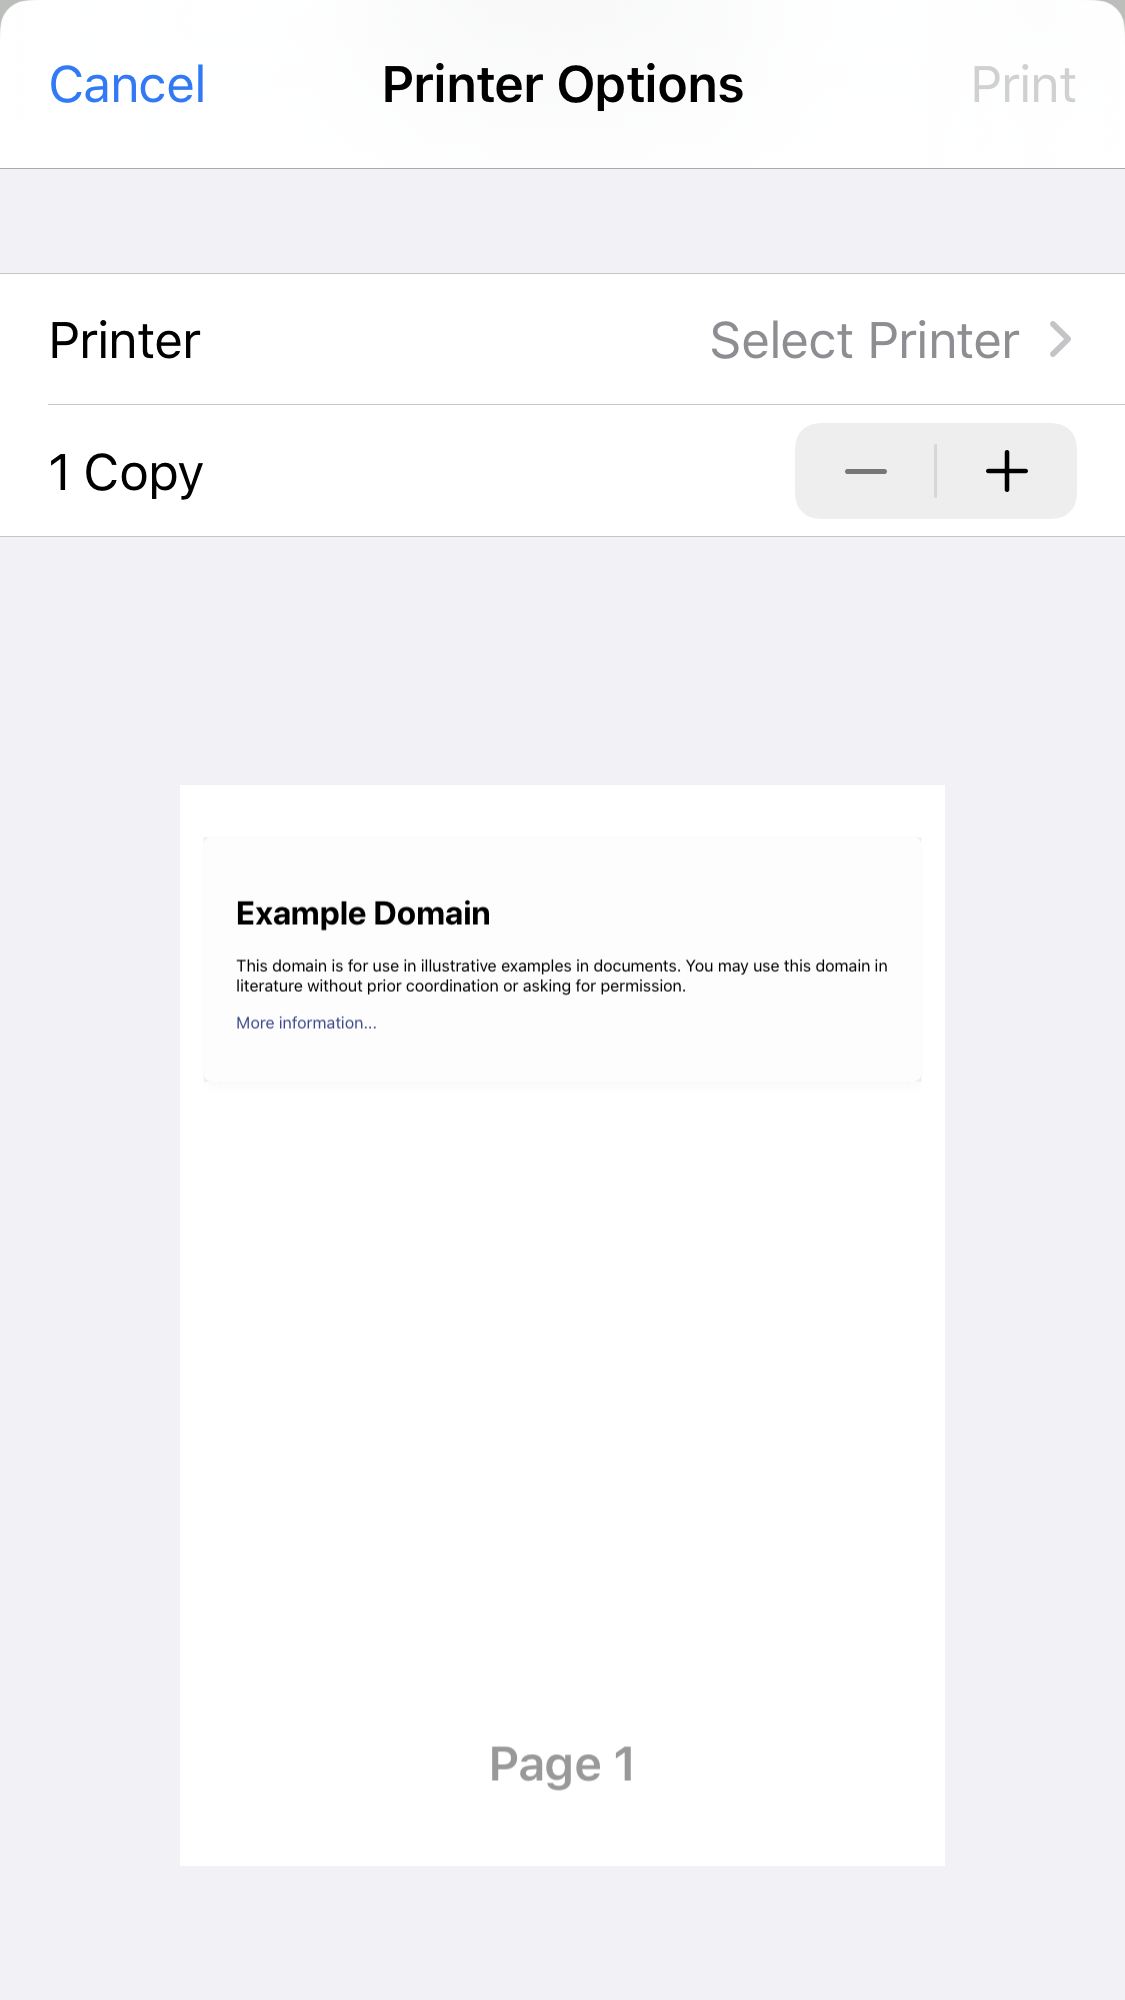 Cancel Printer Options Print
Printer Select Printer
1 Copy
Example Domain
This domain is for use in illustrative examples in documents. You may use this domain in
literature without prior coordination or asking for permission.
More information...
Page 1